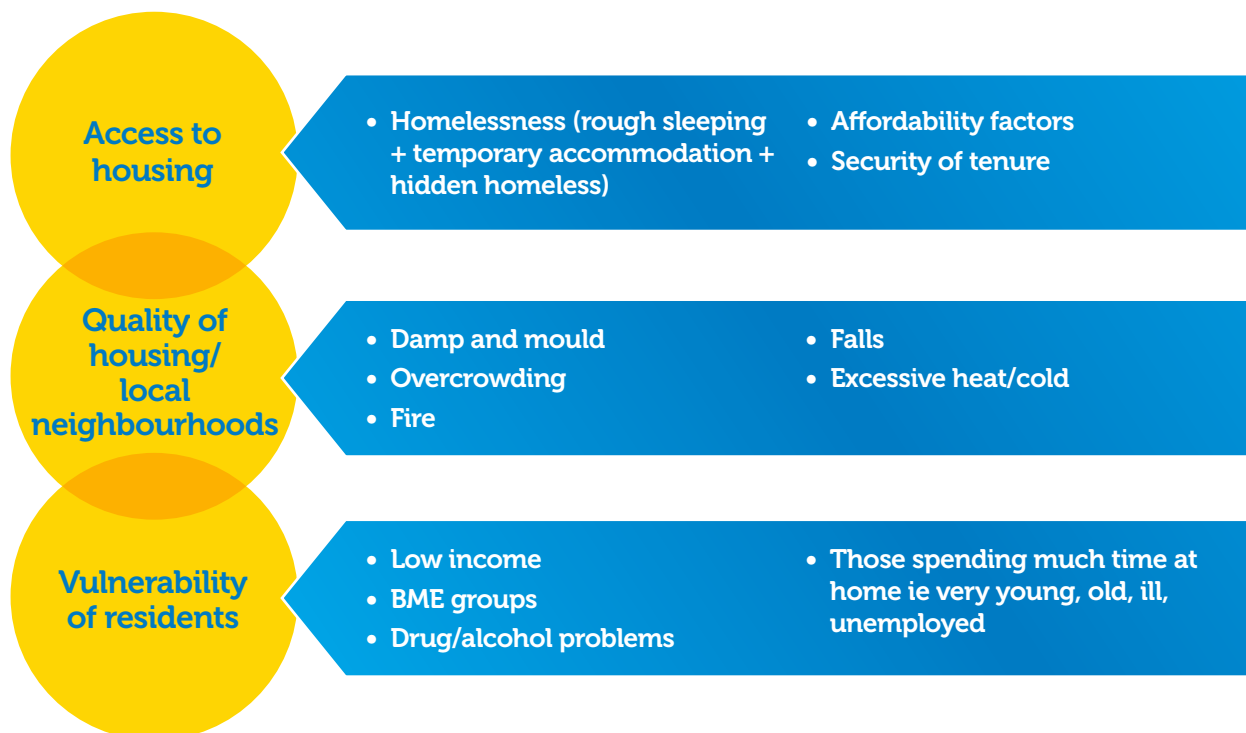 Access to
housing
• Homelessness (rough sleeping
+ temporary accommodation +
hidden homeless)
• Affordability factors
• Security of tenure
Quality of
housing/
local
neighbourhoods
• Damp and mould
• Overcrowding
• Fire
• Falls
• Excessive heat/cold
Vulnerability
of residents
• Low income
• BME groups
• Drug/alcohol problems
• Those spending much time at
home ie very young, old, ill,
unemployed